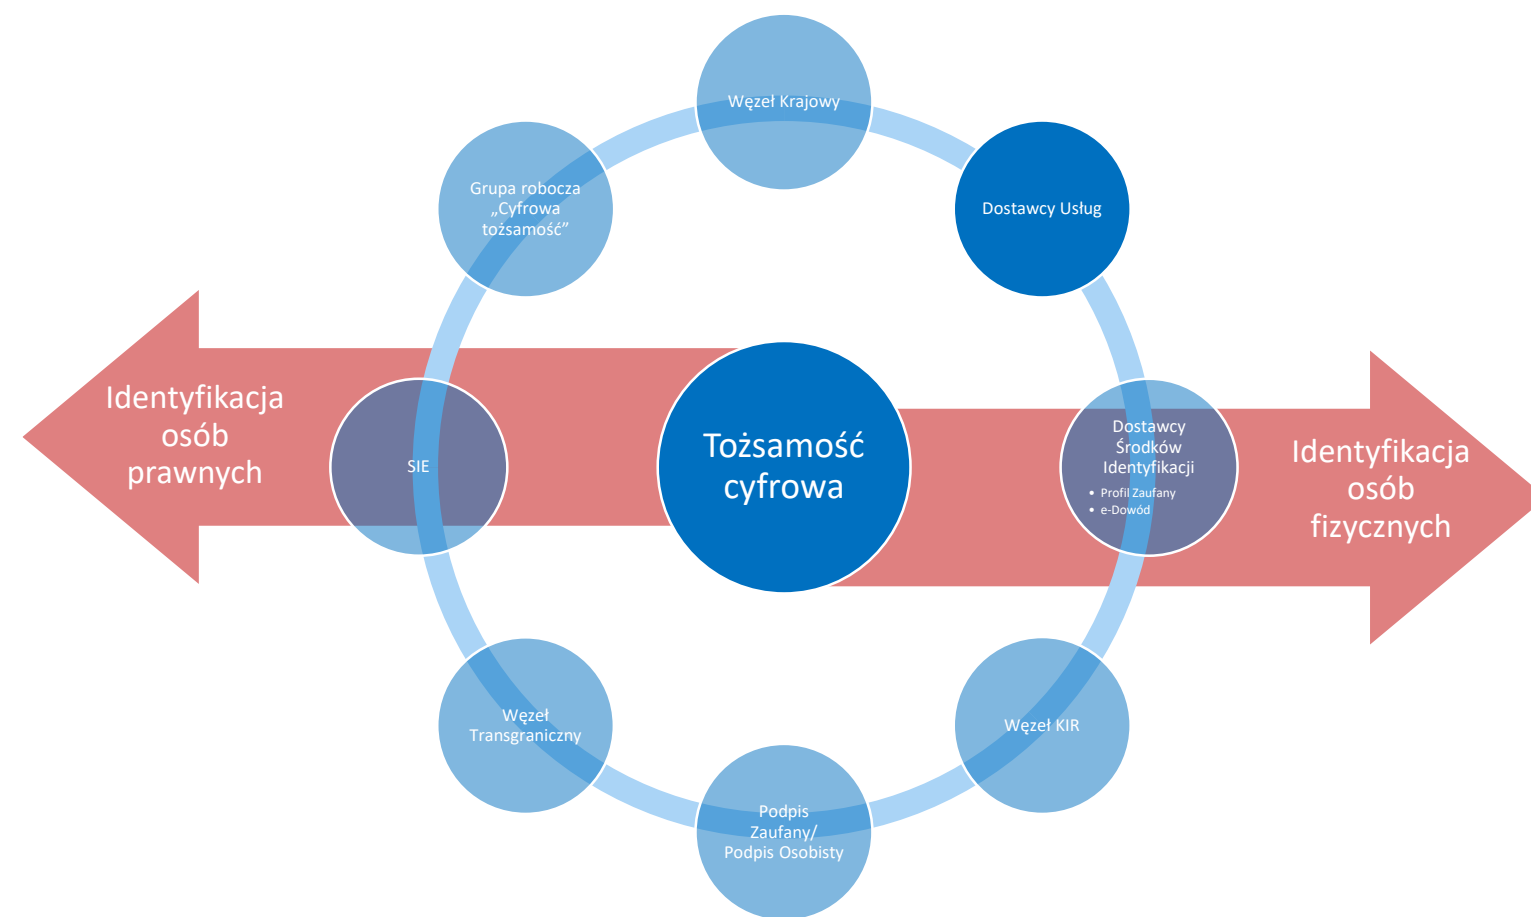 Węzeł Krajowy
Dostawcy Usług
Grupa robocza
„Cyfrowa
tożsamość”
Identyfikacja
osób
prawnych
SIE
Tożsamość
cyfrowa
Dostawcy
Środków
Identyfikacji
• Profil Zaufany
• e-Dowód
Identyfikacja
osób
fizycznych
Węzeł
Transgraniczny
Węzeł KIR
Podpis
Zaufany/
Podpis Osobisty